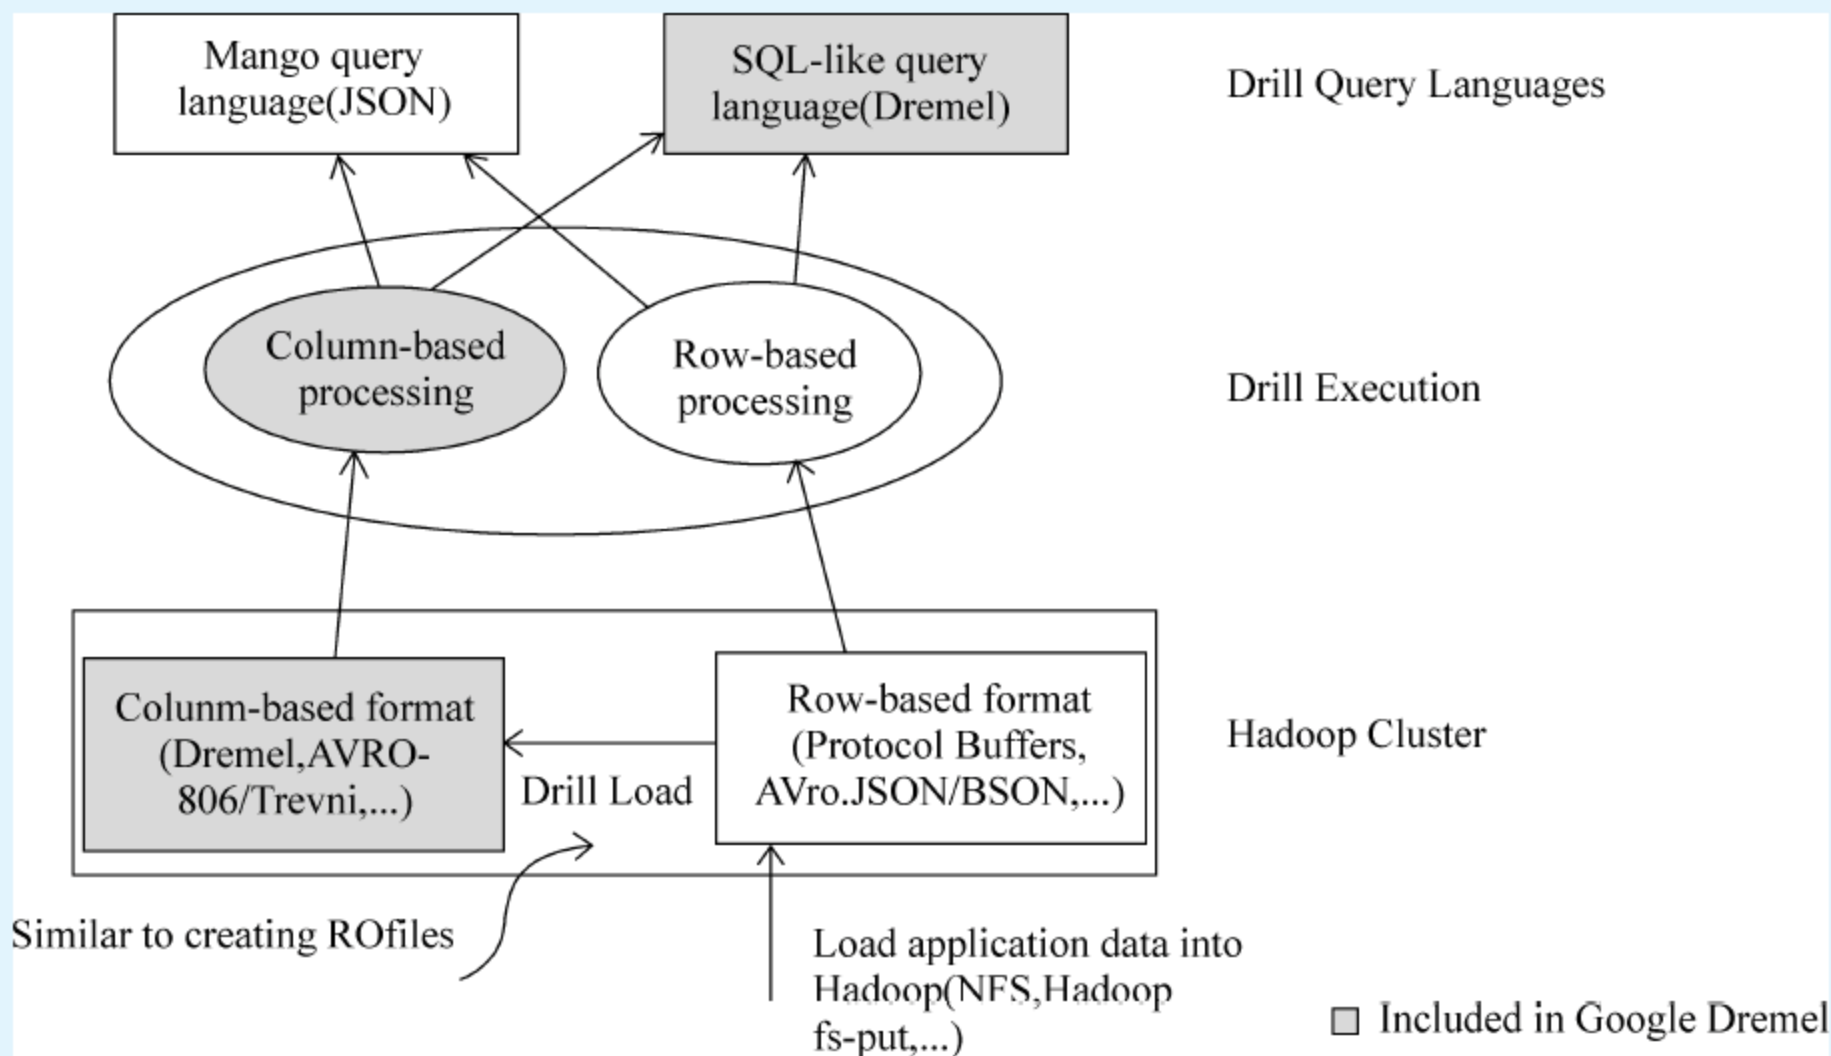 Mango query
language(JSON)
SQL-like query
language(Dremel)
Drill Query Languages
Column-based
processing
Row-based
processing
Drill Execution
Colunm-based format
(Dremel,AVRO-
806/Trevni,...)
Drill Load
Row-based format
(Protocol Buffers,
AVro.JSON/BSON,...)
Hadoop Cluster
Similar to creating ROfiles
Load application data into
Hadoop(NFS,Hadoop
fs-put,...)
Included in Google Dremel